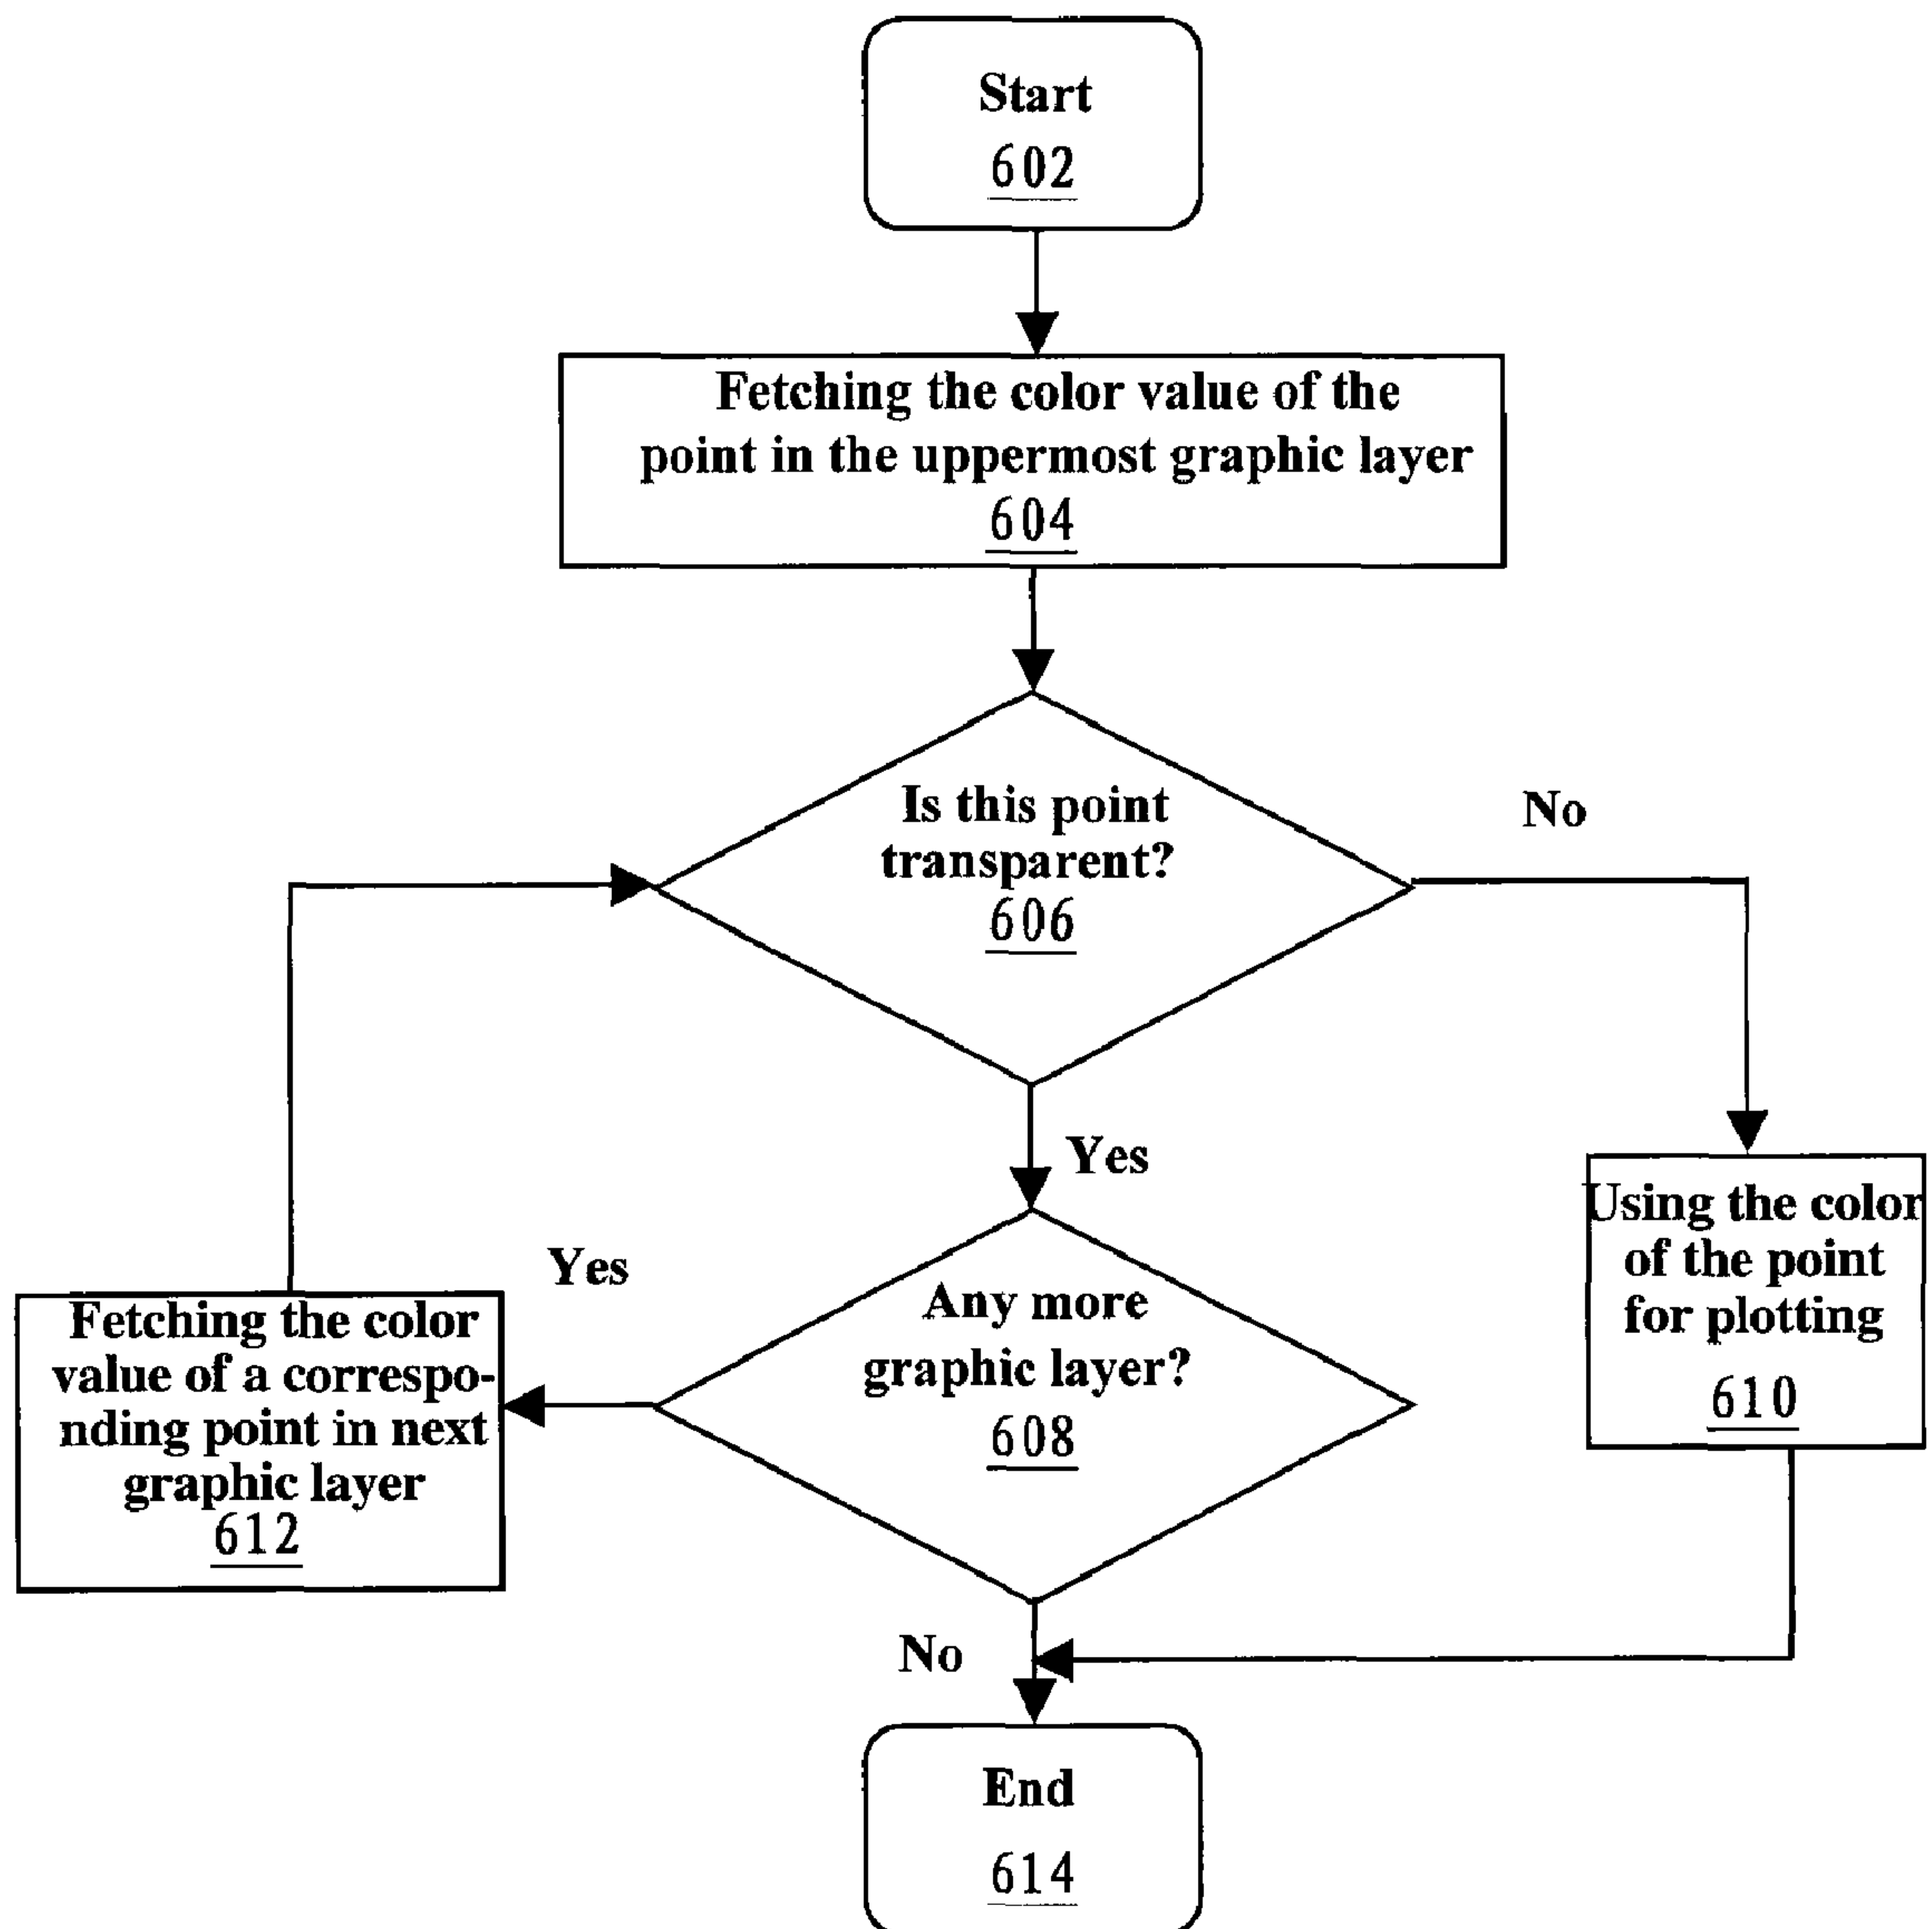 Start
602
Fetching the color value of the
point in the uppermost graphic layer
604
Is this point
transparent?
606
No
Yes
Using the color
of the point
for plotting
610
Yes
Any more
graphic layer?
608
Fetching the color
value of a correspo-
nding point in next
graphic layer
612
No
End
614